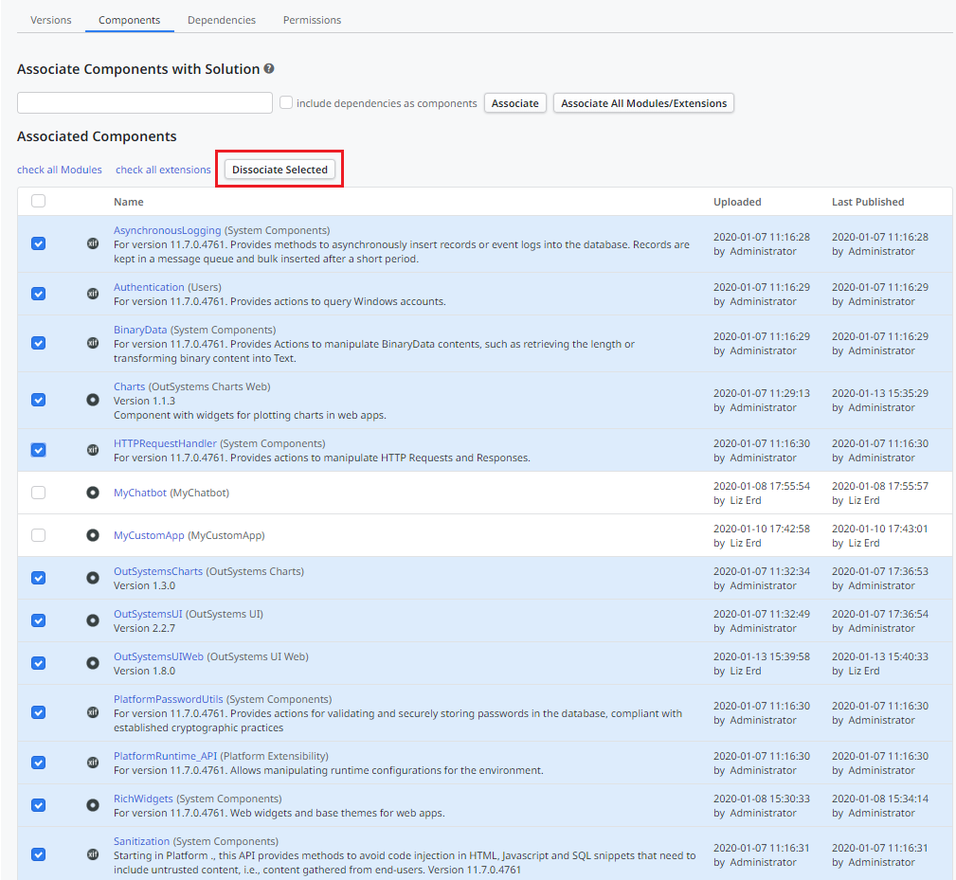 Versions Components Dependencies Permissions
Associate Components with Solution ?
include dependencies as components Associate Associate All Modules/Extensions
Associated Components
check all Modules check all extensions Dissociate Selected
Name Uploaded Last Published
AsynchronousLogging (System Components)
For version 11.7.0.4761. Provides methods to asynchronously insert records or event logs into the database. Records are
kept in a message queue and bulk inserted after a short period.
xif
2020-01-07 11:16:28 2020-01-07 11:16:28
by Administrator by Administrator
Authentication (Users)
For version 11.7.0.4761. Provides actions to query Windows accounts.
xif
2020-01-07 11:16:29 2020-01-07 11:16:29
by Administrator by Administrator
BinaryData (System Components)
For version 11.7.0.4761. Provides Actions to manipulate BinaryData contents, such as retrieving the length or
transforming binary content into Text.
xif
2020-01-07 11:16:29 2020-01-07 11:16:29
by Administrator by Administrator
Charts (OutSystems Charts Web)
Version 1.1.3
Component with widgets for plotting charts in web apps.
2020-01-07 11:29:13 2020-01-13 15:35:29
by Administrator by Administrator
HTTPRequestHandler (System Components)
For version 11.7.0.4761. Provides actions to manipulate HTTP Requests and Responses.
xif
2020-01-07 11:16:30 2020-01-07 11:16:30
by Administrator by Administrator
MyChatbot (MyChatbot)
2020-01-08 17:55:54 2020-01-08 17:55:57
by Liz Erd by Liz Erd
MyCustomApp (MyCustomApp)
2020-01-10 17:42:58 2020-01-10 17:43:01
by Liz Erd by Liz Erd
OutSystemsCharts (OutSystems Charts)
Version 1.3.0
2020-01-07 11:32:34 2020-01-07 17:36:53
by Administrator by Administrator
OutSystemsUI (OutSystems UI)
Version 2.2.7
2020-01-07 11:32:49 2020-01-07 17:36:54
by Administrator by Administrator
OutSystemsUIWeb (OutSystems UI Web)
Version 1.8.0
2020-01-13 15:39:58 2020-01-13 15:40:33
by Liz Erd by Liz Erd
PlatformPasswordUtils (System Components)
For version 11.7.0.4761. Provides actions for validating and securely storing passwords in the database, compliant with
established cryptographic practices
xif
2020-01-07 11:16:30 2020-01-07 11:16:30
by Administrator by Administrator
PlatformRuntime_API (Platform Extensibility)
For version 11.7.0.4761. Allows manipulating runtime configurations for the environment.
xif
2020-01-07 11:16:30 2020-01-07 11:16:30
by Administrator by Administrator
RichWidgets (System Components)
For version 11.7.0.4761. Web widgets and base themes for web apps.
2020-01-08 15:30:33 2020-01-08 15:34:14
by Administrator by Administrator
Sanitization (System Components)
Starting in Platform ., this API provides methods to avoid code injection in HTML, Javascript and SQL snippets that need to
include untrusted content, i.e., content gathered from end-users. Version 11.7.0.4761
xif
2020-01-07 11:16:31 2020-01-07 11:16:31
by Administrator by Administrator